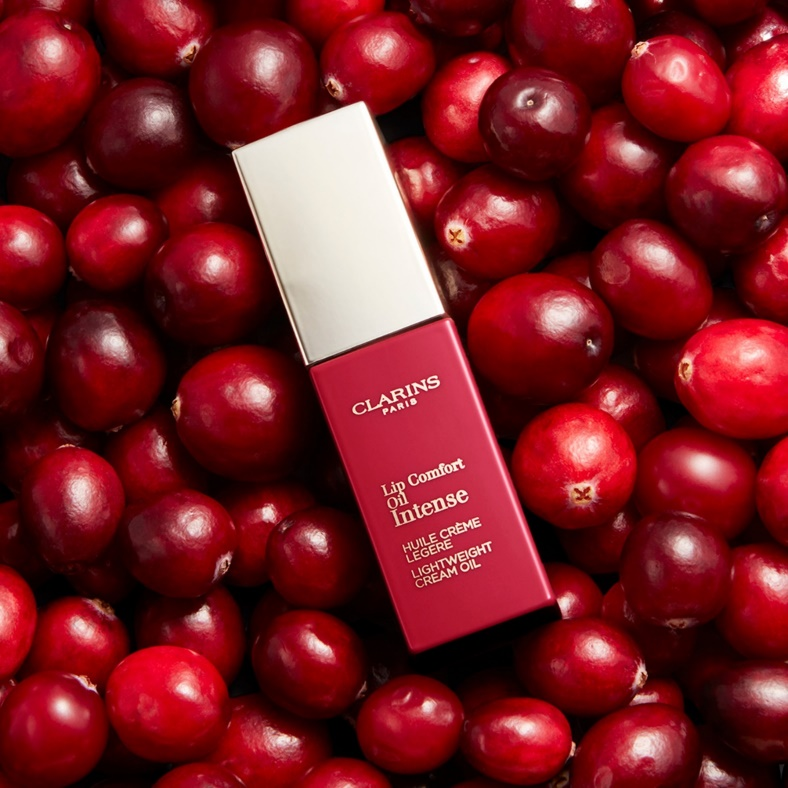 CLARINS
PARIS
Lip Comfort
Oil
Intense
HUILE CRÈME
LÉGÈRE
LIGHTWEIGHT
CREAM OIL